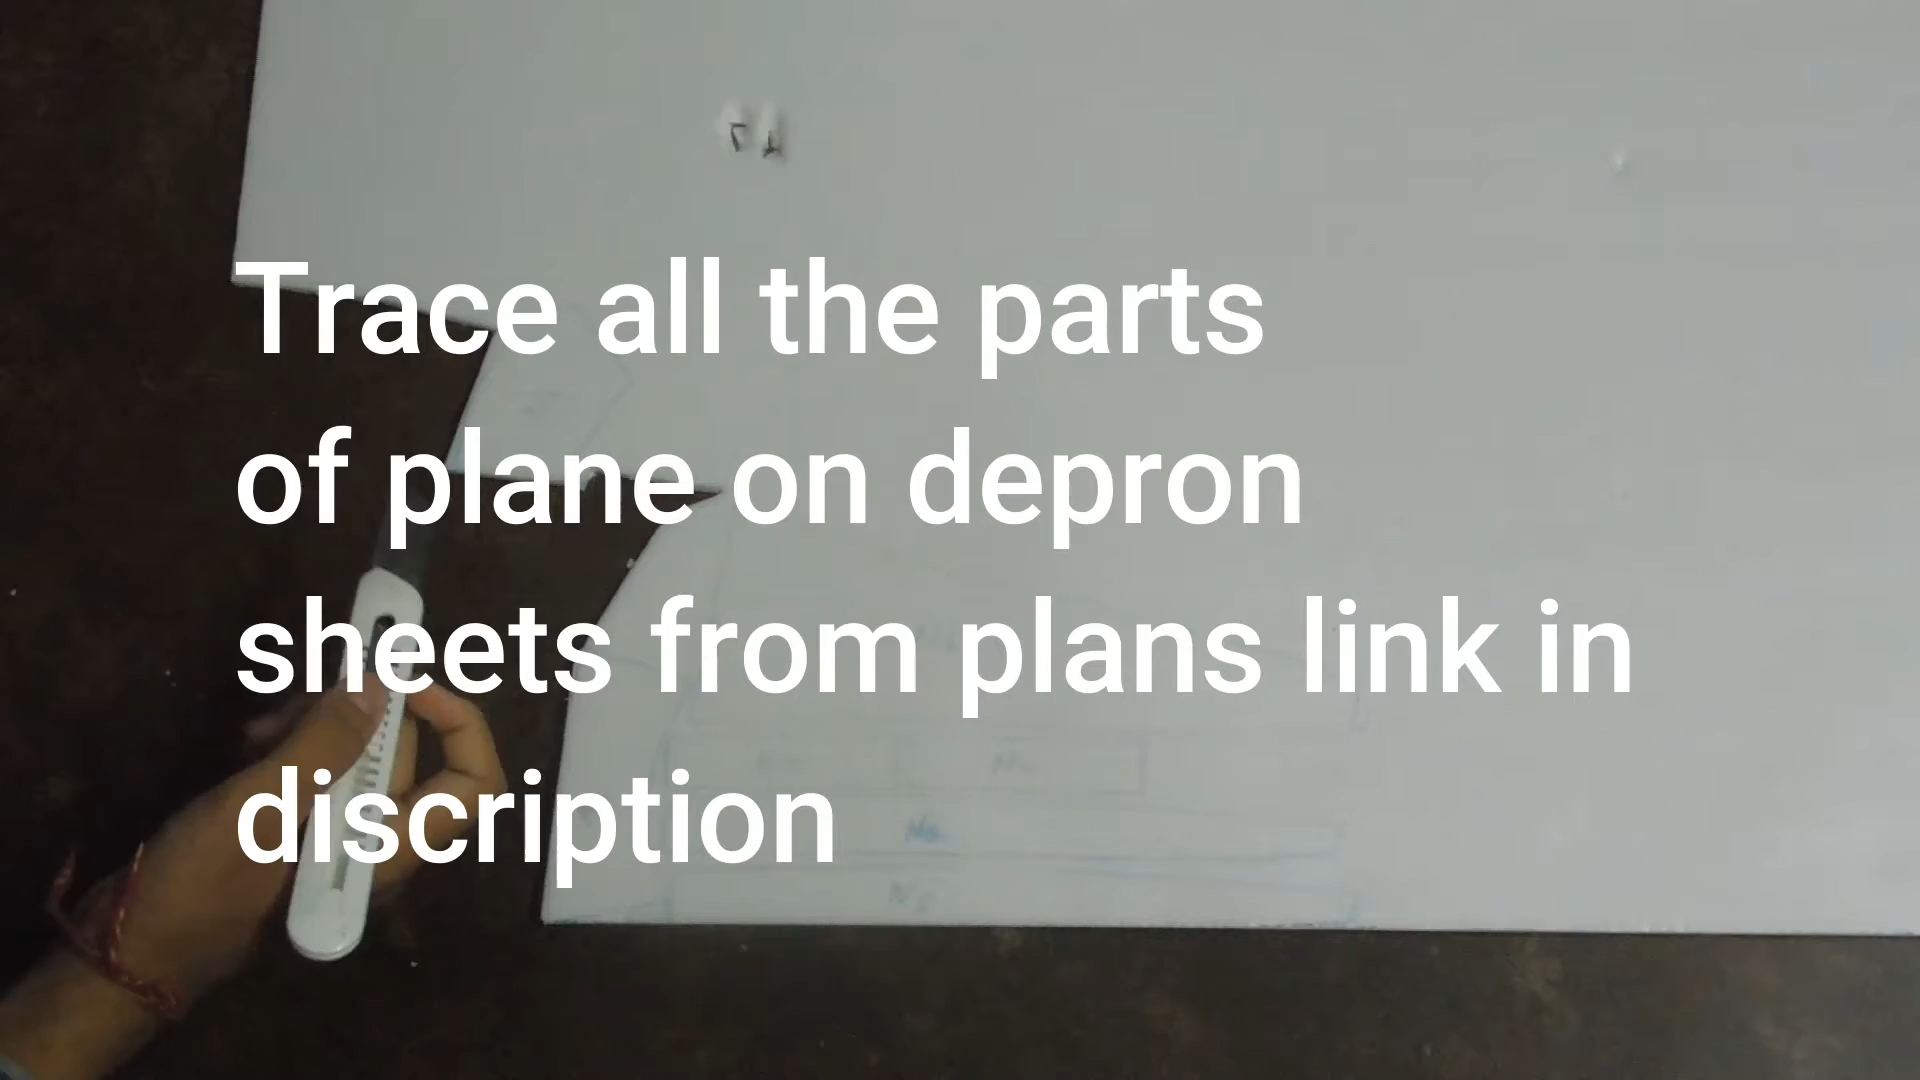 Trace all the parts
of plane on depron
sheets from plans link in
discription